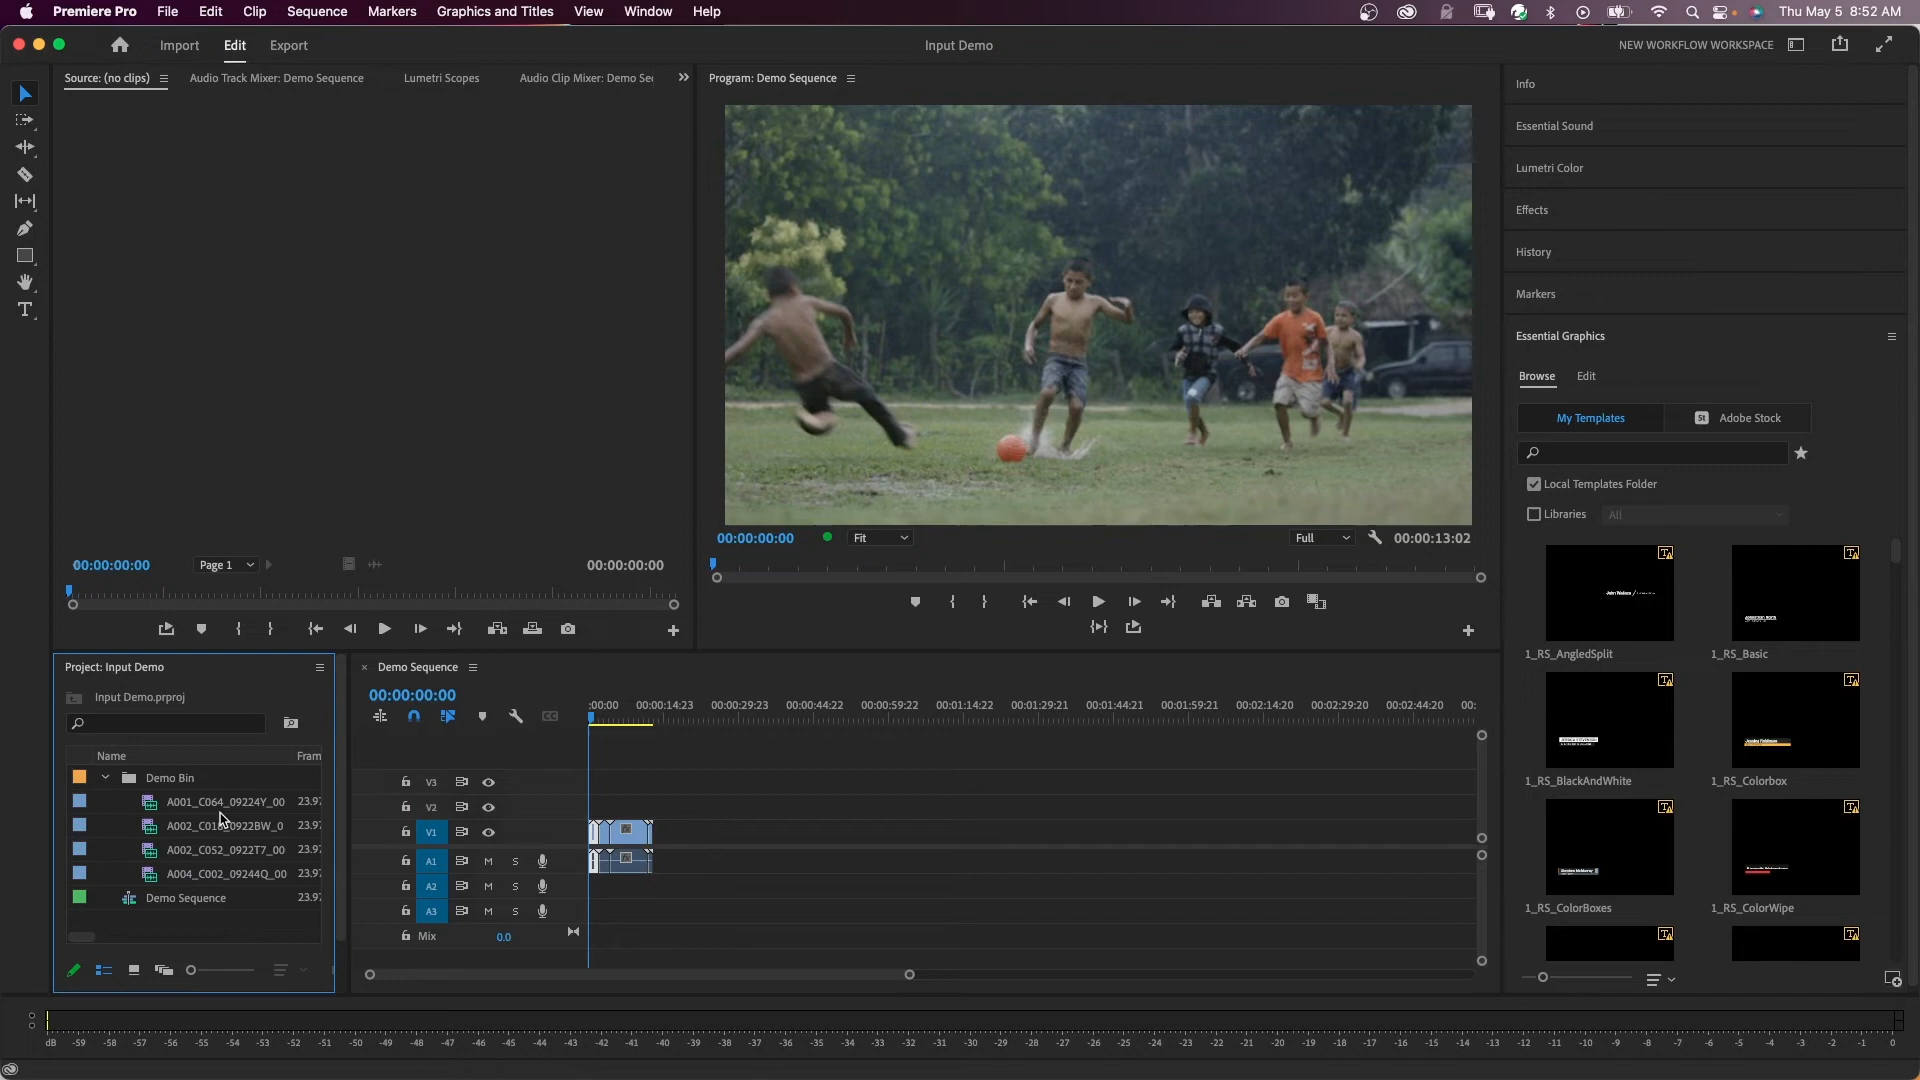 Premiere Pro File Edit Clip Sequence Markers Graphics and Titles View Window Help Thu May 5 8:52 AM
Import Edit Export Input Demo NEW WORKFLOW WORKSPACE
Source: (no clips) Audio Track Mixer: Demo Sequence Lumetri Scopes Audio Clip Mixer: Demo Se
Program: Demo Sequence
Info
Essential Sound
Lumetri Color
Effects
History
Markers
Essential Graphics
Browse Edit
My Templates St Adobe Stock
Local Templates Folder
Libraries All
00:00:00:00 Fit Full 00:00:13:02
00:00:00:00 Page 1 00:00:00:00
1_RS_AngledSplit 1_RS_Basic
1_RS_BlackAndWhite 1_RS_Colorbox
1_RS_ColorBoxes 1_RS_ColorWipe
Project: Input Demo
Input Demo.prproj
Name Fram
Demo Bin
A001_C064_09224Y_00 23.97
0922BW_0 23.97
A002_C052_0922T7_00 23.97
A004_C002_09244Q_00 23.97
Demo Sequence 23.97
× Demo Sequence
00:00:00:00
:00:00 00:00:14:23 00:00:29:23 00:00:44:22 00:00:59:22 00:01:14:22 00:01:29:21 00:01:44:21 00:01:59:21 00:02:14:20 00:02:29:20 00:02:44:20 00:
V3
V2
V1
A1 M S
A2 M S
A3 M S
Mix 0.0
dB -59 -58 -57 -56 -55 -54 -53 -52 -51 -50 -49 -48 -47 -46 -45 -44 -43 -42 -41 -40 -39 -38 -37 -36 -35 -34 -33 -32 -31 -30 -29 -28 -27 -26 -25 -24 -23 -22 -21 -20 -19 -18 -17 -16 -15 -14 -13 -12 -11 -10 -9 -8 -7 -6 -5 -4 -3 -2 -1 0